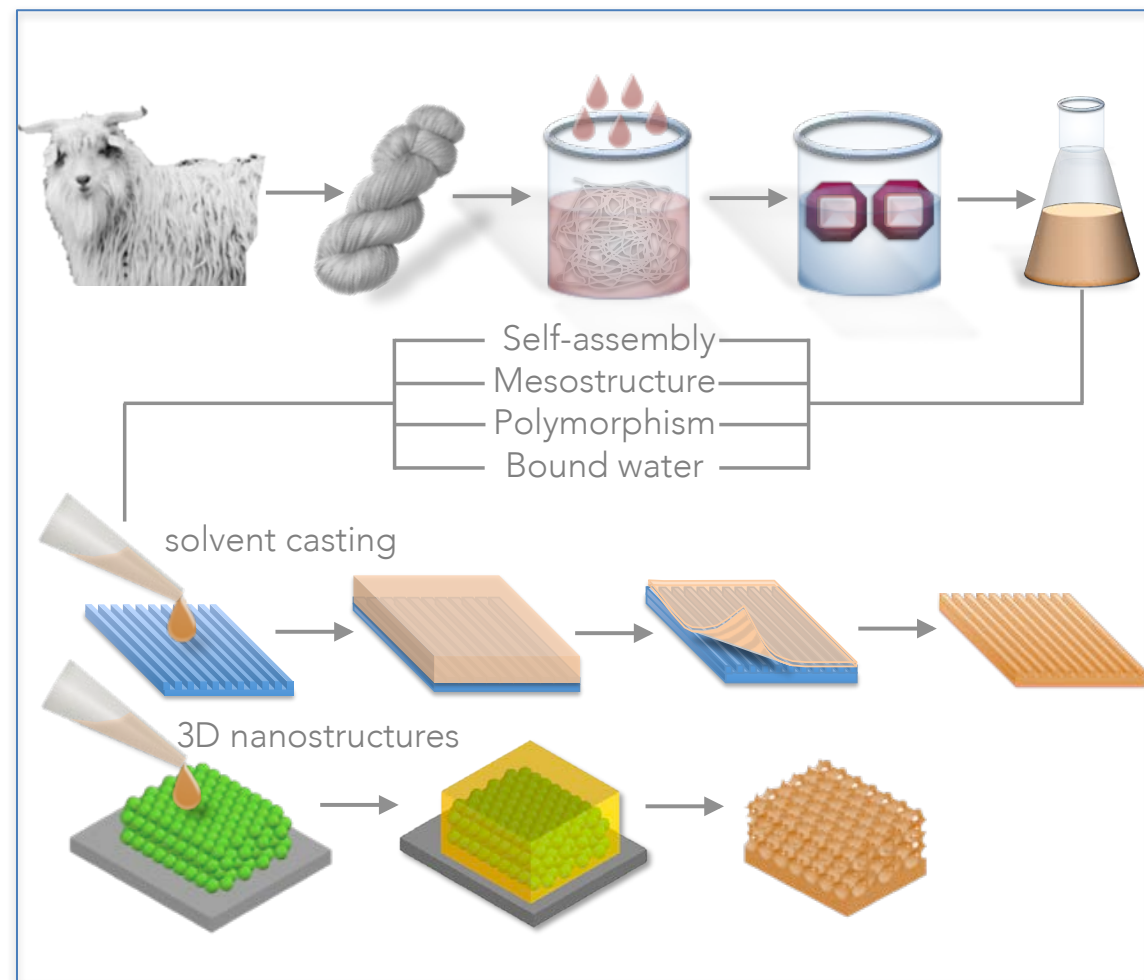 Self-assembly
Mesostructure
Polymorphism
Bound water
solvent casting
3D nanostructures